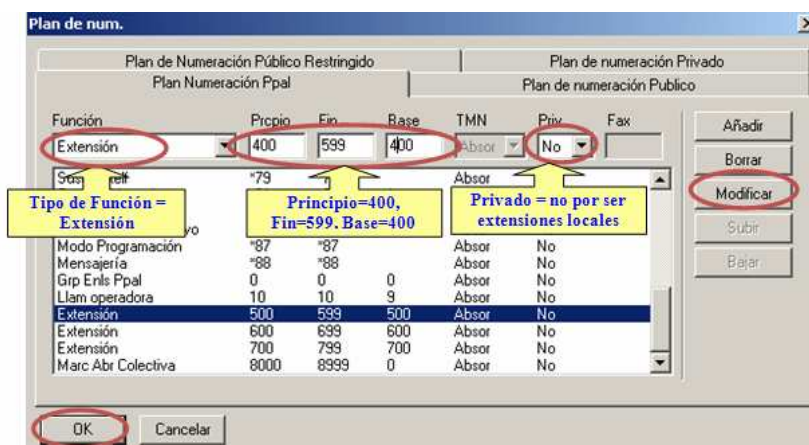 Plan de num.
Plan de Numeración Público Restringido
Plan de numeración Privado
Plan Numeración Ppal
Plan de numeración Publico
Función Prcpio Fin Base TMN Priv Fax
Extensión 400 599 400 Absor No
*79 Absor
Tipo de Función = Extensión
Principio=400,
Fin=599. Base=400
Privado = no por ser
extensiones locales
Modo Programación *87 *87 Absor No
Mensajería *88 *88 Absor No
Grp Enls Ppal 0 0 0 Absor No
Llam operadora 10 10 9 Absor No
Extensión 500 599 500 Absor No
Extensión 600 699 600 Absor No
Extensión 700 799 700 Absor No
Marc Abr Colectiva 8000 8999 0 Absor No
Añadir
Borrar
Modificar
Subir
Bajar
OK Cancelar